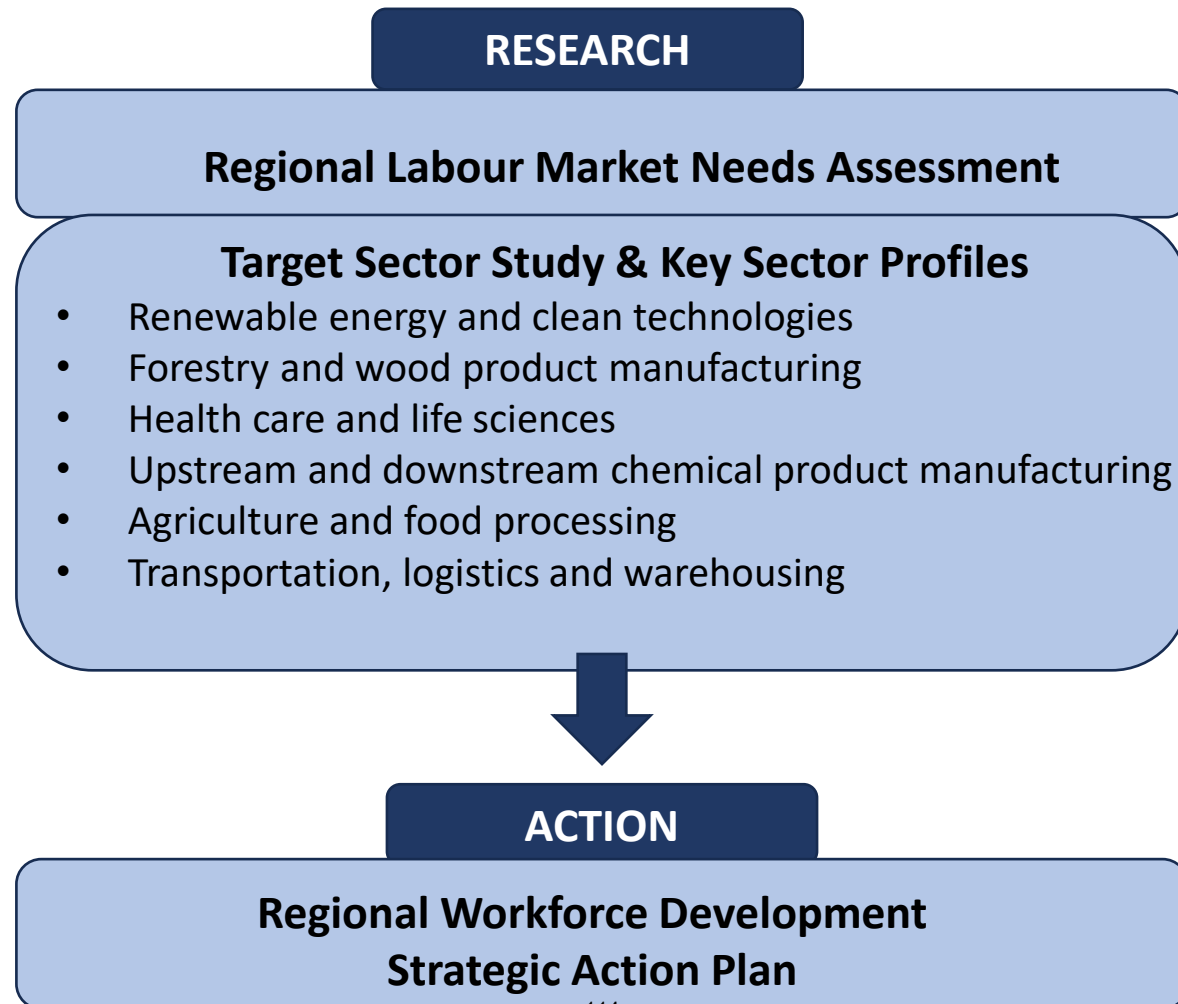 RESEARCH
Regional Labour Market Needs Assessment
Target Sector Study & Key Sector Profiles
• Renewable energy and clean technologies
• Forestry and wood product manufacturing
• Health care and life sciences
• Upstream and downstream chemical product manufacturing
• Agriculture and food processing
• Transportation, logistics and warehousing
ACTION
Regional Workforce Development
Strategic Action Plan